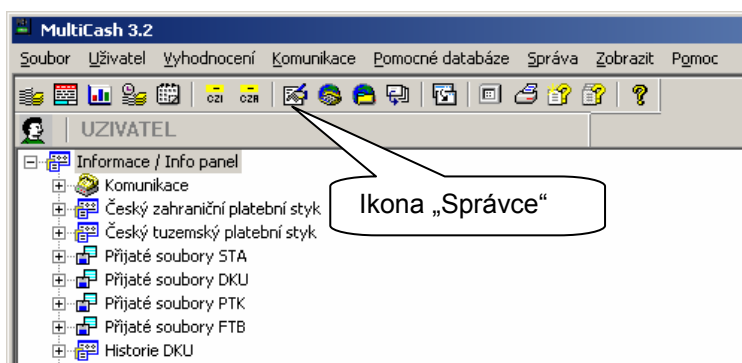 MultiCash 3.2
Soubor Uživatel Vyhodnocení Komunikace Pomocné databáze Správa Zobrazit Pomoc
CZI CZA
UZIVATEL
Informace / Info panel
Komunikace
Český zahraniční platební styk
Český tuzemský platební styk
Přijaté soubory STA
Přijaté soubory DKU
Přijaté soubory PTK
Přijaté soubory FTB
Historie DKU
Ikona „Správce“